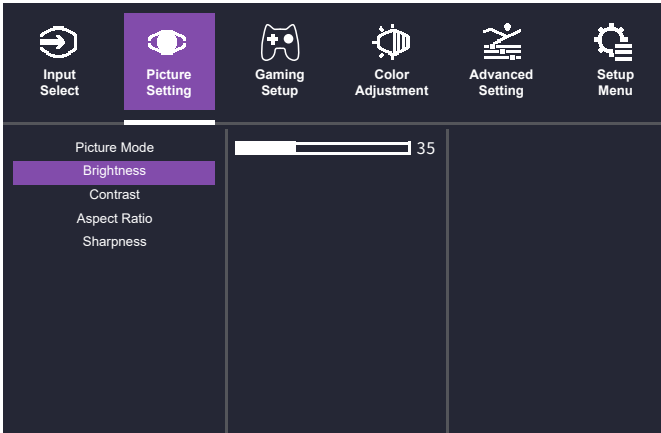 Input
Select
Picture
Setting
Gaming
Setup
Color
Adjustment
Advanced
Setting
Setup
Menu
Picture Mode
Brightness
Contrast
Aspect Ratio
Sharpness
35